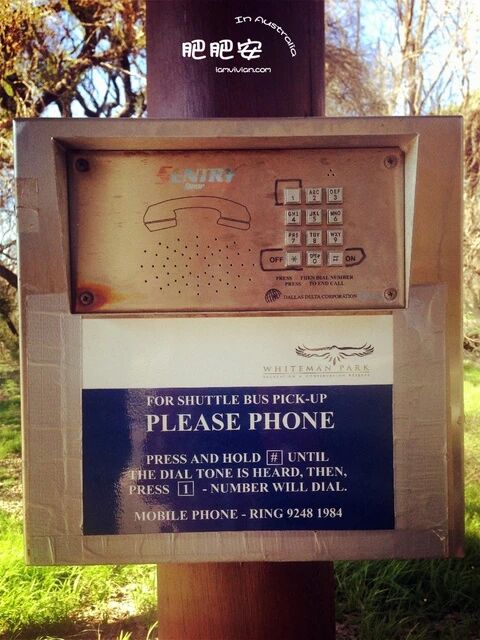 In Australia
肥肥安
iamvivian.com
SENTRY
1 ABC 2 DEF 3
GHI 4 JKL 5 MNO 6
PRS 7 TUV 8 WXY 9
OFF * OPER 0 # ON
PRESS THEN DIAL NUMBER
PRESS TO END CALL
DALLAS DELTA CORPORATION
WHITEMAN PARK
RECREATION & CONSERVATION RESERVE
FOR SHUTTLE BUS PICK-UP
PLEASE PHONE
PRESS AND HOLD # UNTIL
THE DIAL TONE IS HEARD, THEN,
PRESS 1 - NUMBER WILL DIAL.
MOBILE PHONE - RING 9248 1984